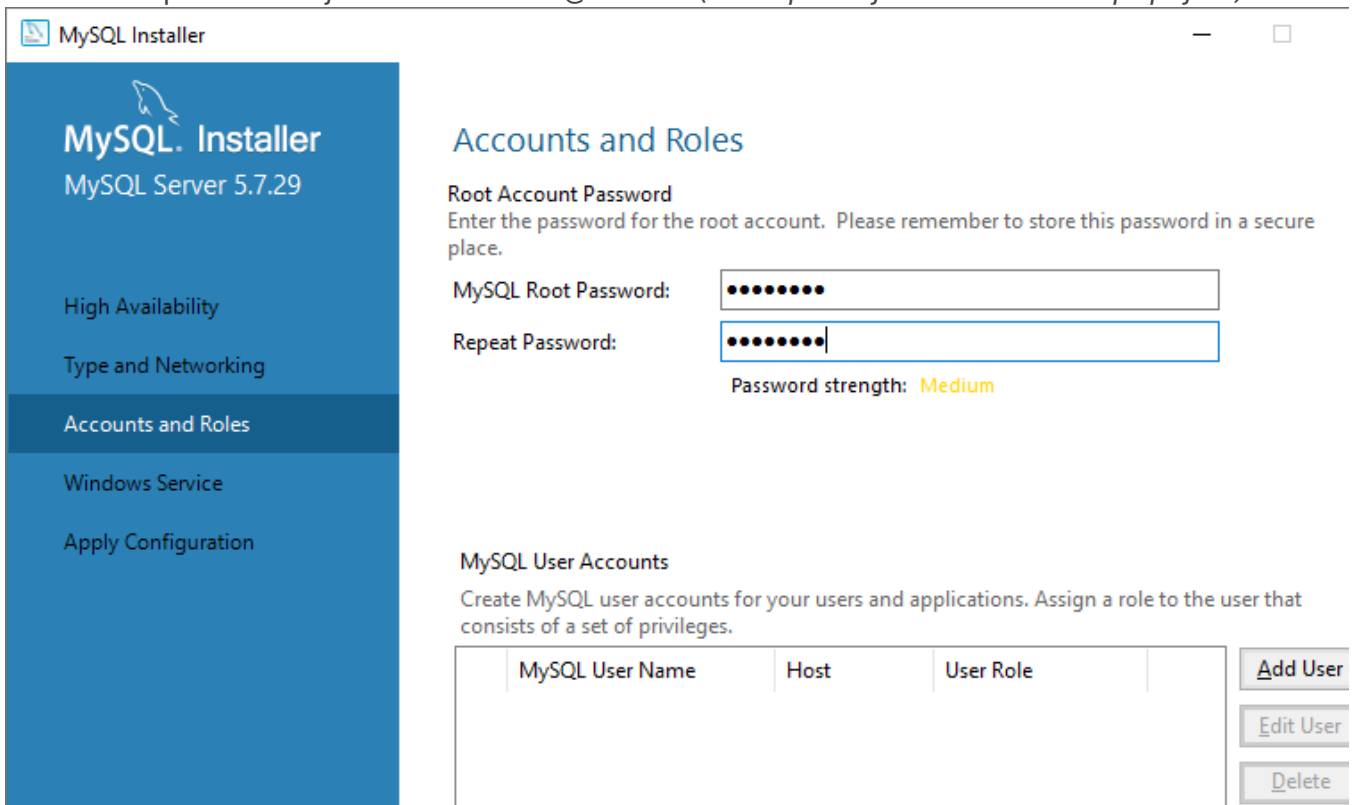 MySQL Installer
MySQL. Installer
MySQL Server 5.7.29
High Availability
Type and Networking
Accounts and Roles
Windows Service
Apply Configuration
Accounts and Roles
Root Account Password
Enter the password for the root account. Please remember to store this password in a secure
place.
MySQL Root Password: ●●●●●●●●
Repeat Password: ●●●●●●●●
Password strength: Medium
MySQL User Accounts
Create MySQL user accounts for your users and applications. Assign a role to the user that
consists of a set of privileges.
MySQL User Name Host User Role
Add User
Edit User
Delete